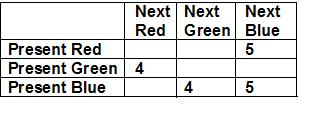 Next Next Next
Red Green Blue
Present Red 5
Present Green 4
Present Blue 4 5